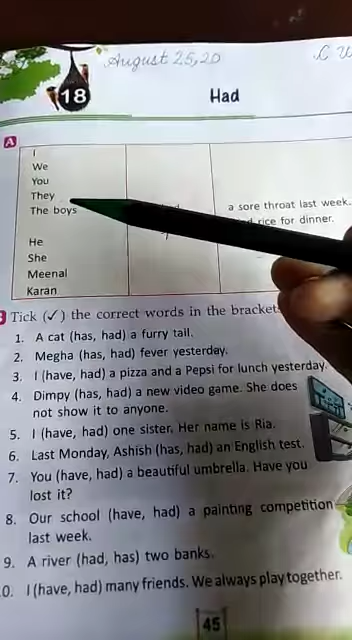 August 25, 20
C W
18
Had
A
I
We
You
They
The boys
a sore throat last week.
rice for dinner.
He
She
Meenal
Karan
Tick (✓) the correct words in the bracket
1. A cat (has, had) a furry tail.
2. Megha (has, had) fever yesterday.
3. I (have, had) a pizza and a Pepsi for lunch yesterday.
4. Dimpy (has, had) a new video game. She does
not show it to anyone.
5. I (have, had) one sister. Her name is Ria.
6. Last Monday, Ashish (has, had) an English test.
7. You (have, had) a beautiful umbrella. Have you
lost it?
8. Our school (have, had) a painting competition
last week.
9. A river (had, has) two banks.
0. I (have, had) many friends. We always play together.
45